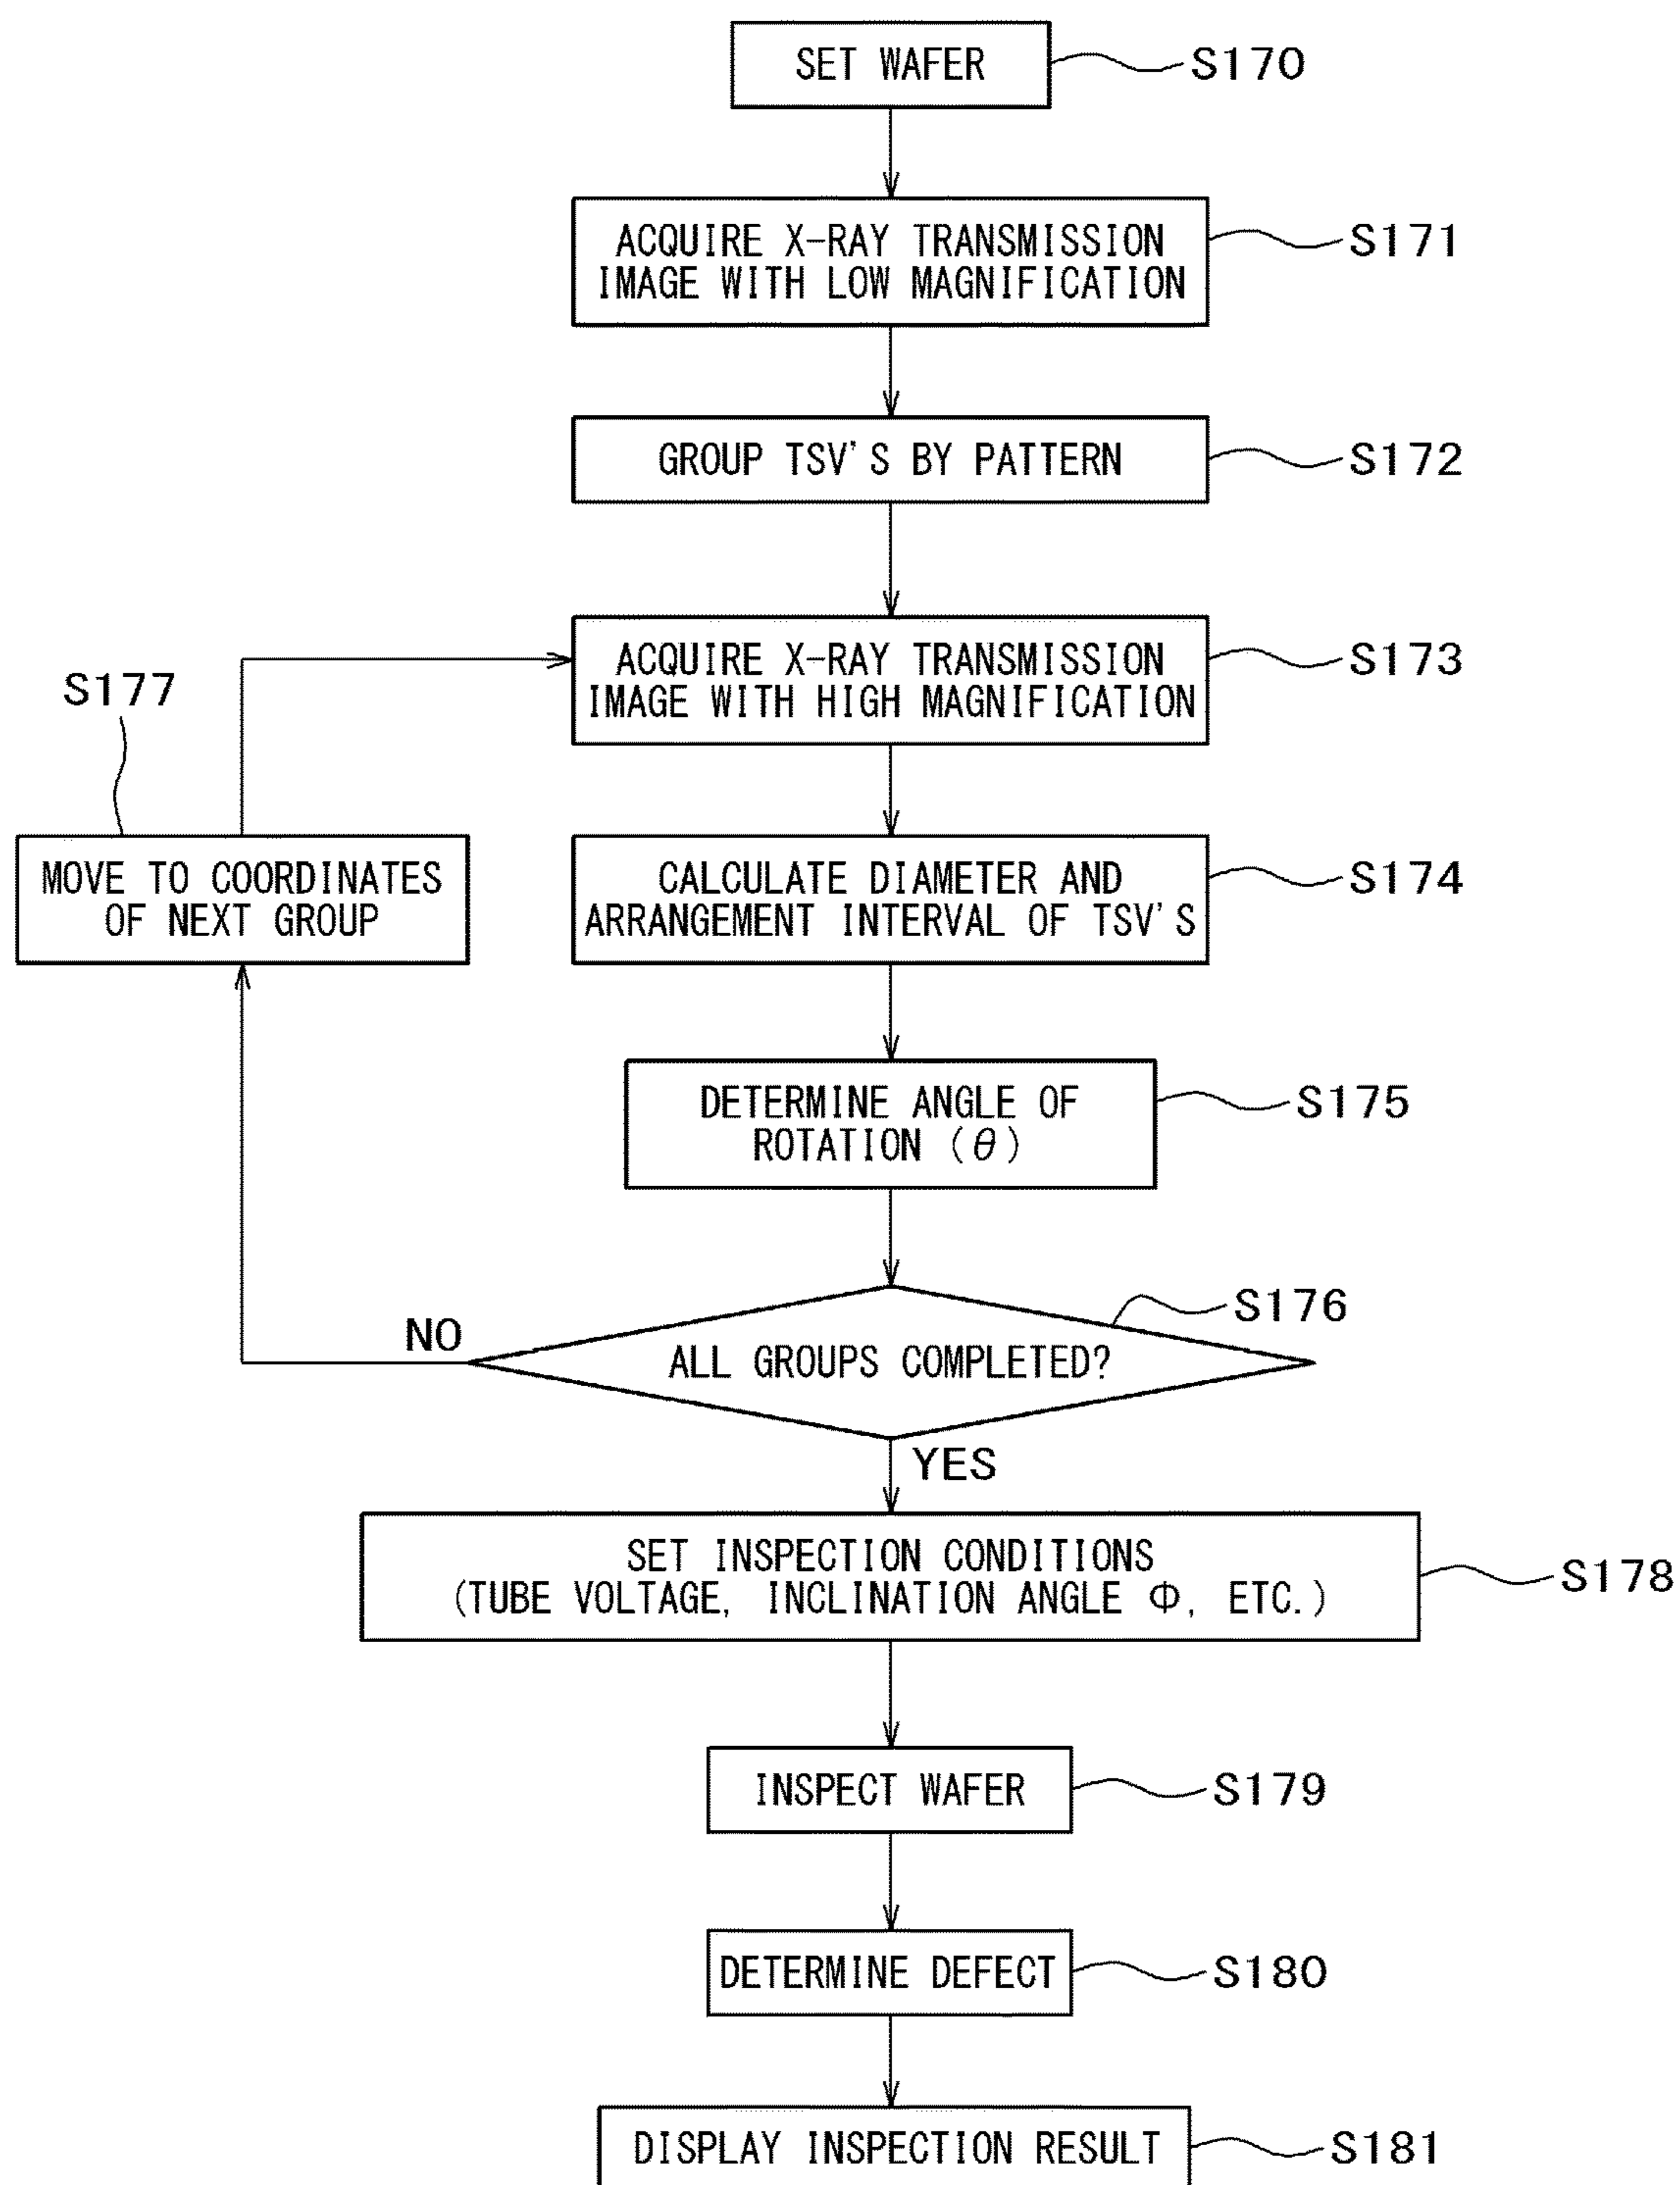 SET WAFER
S170
ACQUIRE X-RAY TRANSMISSION
IMAGE WITH LOW MAGNIFICATION
S171
GROUP TSV'S BY PATTERN
S172
ACQUIRE X-RAY TRANSMISSION
IMAGE WITH HIGH MAGNIFICATION
S173
S177
MOVE TO COORDINATES
OF NEXT GROUP
CALCULATE DIAMETER AND
ARRANGEMENT INTERVAL OF TSV'S
S174
DETERMINE ANGLE OF
ROTATION (θ)
S175
S176
NO
ALL GROUPS COMPLETED?
YES
SET INSPECTION CONDITIONS
(TUBE VOLTAGE, INCLINATION ANGLE Φ, ETC.)
S178
INSPECT WAFER
S179
DETERMINE DEFECT
S180
DISPLAY INSPECTION RESULT
S181